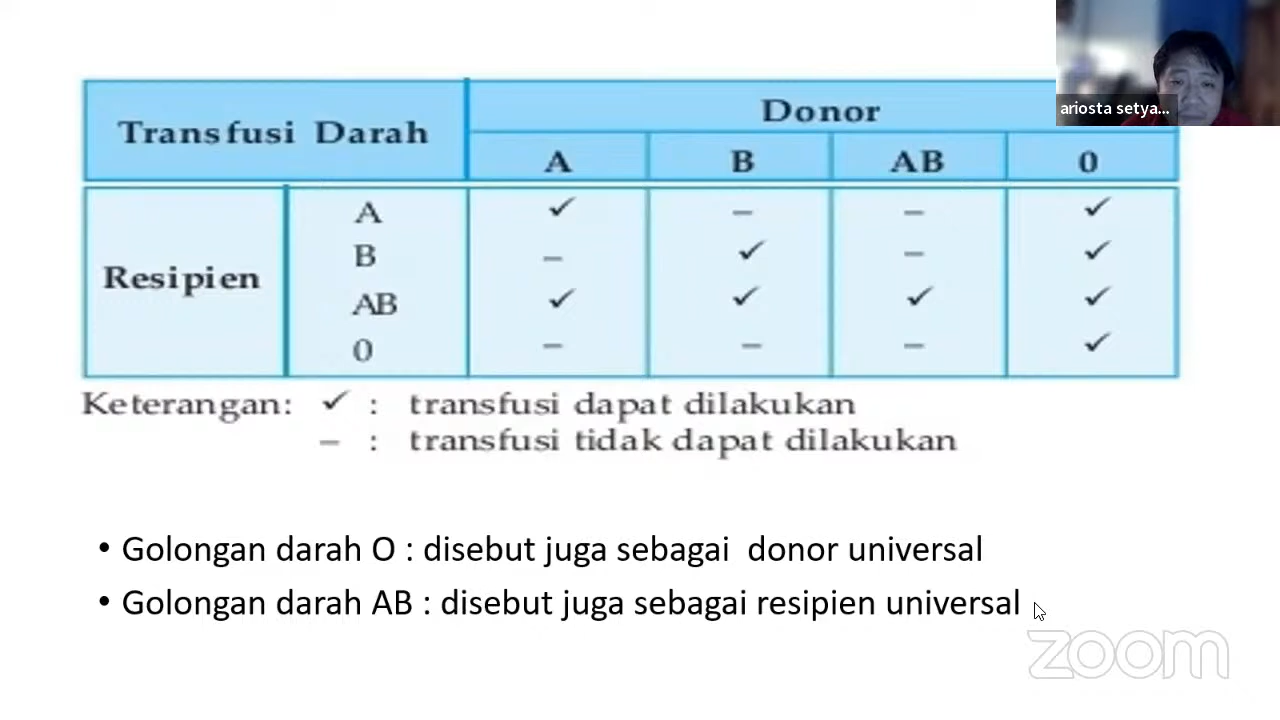 ariosta setya...
Transfusi Darah
Donor
A B AB 0
Resipien
A ✓ – – ✓
B – ✓ – ✓
AB ✓ ✓ ✓ ✓
0 – – – ✓
Keterangan: ✓ : transfusi dapat dilakukan
– : transfusi tidak dapat dilakukan
• Golongan darah O : disebut juga sebagai donor universal
• Golongan darah AB : disebut juga sebagai resipien universal
zoom